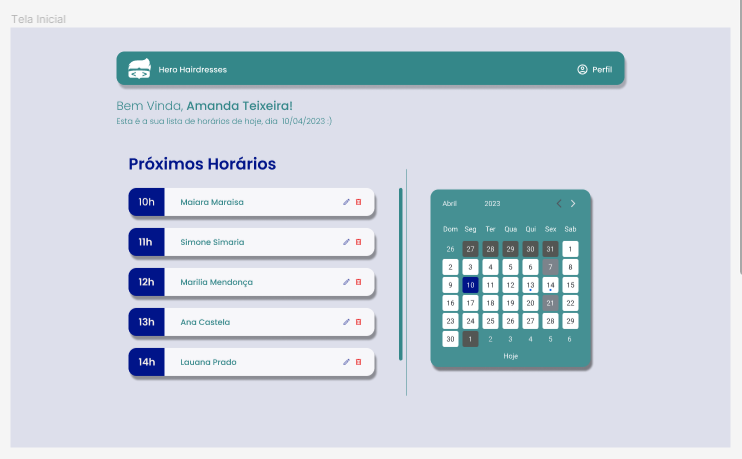 Tela Inicial
Hero Hairdresses
Perfil
Bem Vinda, Amanda Teixeira!
Esta é a sua lista de horários de hoje, dia 10/04/2023 :)
Próximos Horários
10h Maiara Maraisa
11h Simone Simaria
12h Marilia Mendonça
13h Ana Castela
14h Lauana Prado
Abril 2023
Dom Seg Ter Qua Qui Sex Sab
26 27 28 29 30 31 1
2 3 4 5 6 7 8
9 10 11 12 13 14 15
16 17 18 19 20 21 22
23 24 25 26 27 28 29
30 1 2 3 4 5 6
Hoje